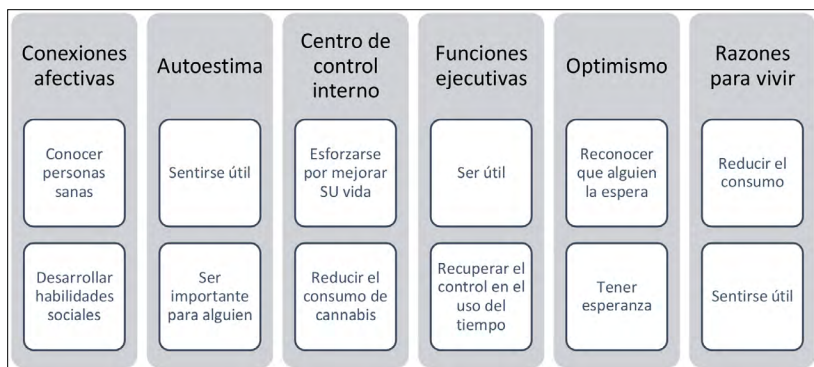 Conexiones
afectivas
Conocer
personas
sanas
Desarrollar
habilidades
sociales
Autoestima
Sentirse útil
Ser
importante
para alguien
Centro de
control
interno
Esforzarse
por mejorar
SU vida
Reducir el
consumo de
cannabis
Funciones
ejecutivas
Ser útil
Recuperar el
control en el
uso del
tiempo
Optimismo
Reconocer
que alguien
la espera
Tener
esperanza
Razones
para vivir
Reducir el
consumo
Sentirse útil